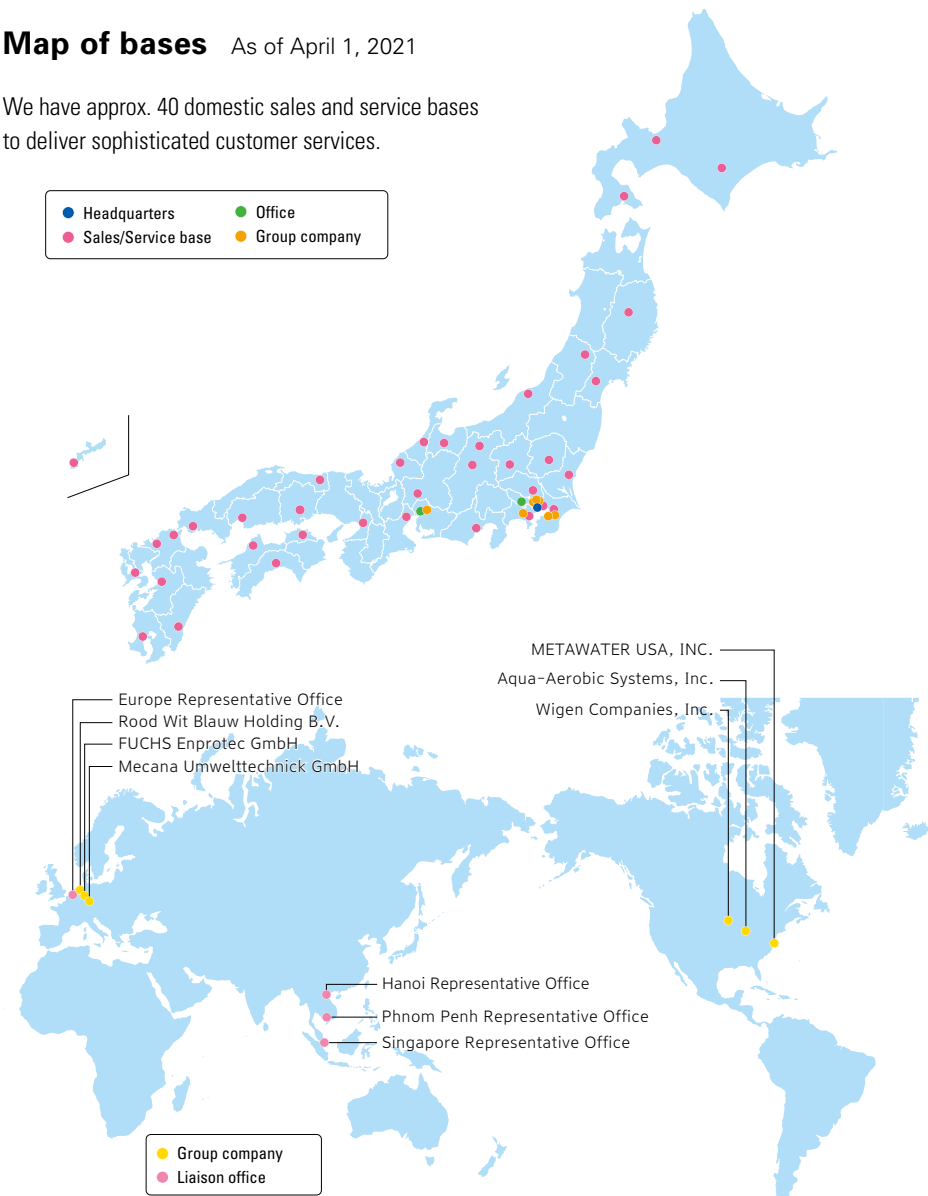 Map of bases As of April 1, 2021
We have approx. 40 domestic sales and service bases
to deliver sophisticated customer services.
Headquarters
Office
Sales/Service base
Group company
METAWATER USA, INC.
Aqua-Aerobic Systems, Inc.
Wigen Companies, Inc.
Europe Representative Office
Rood Wit Blauw Holding B.V.
FUCHS Enprotec GmbH
Mecana Umwelttechnick GmbH
Hanoi Representative Office
Phnom Penh Representative Office
Singapore Representative Office
Group company
Liaison office